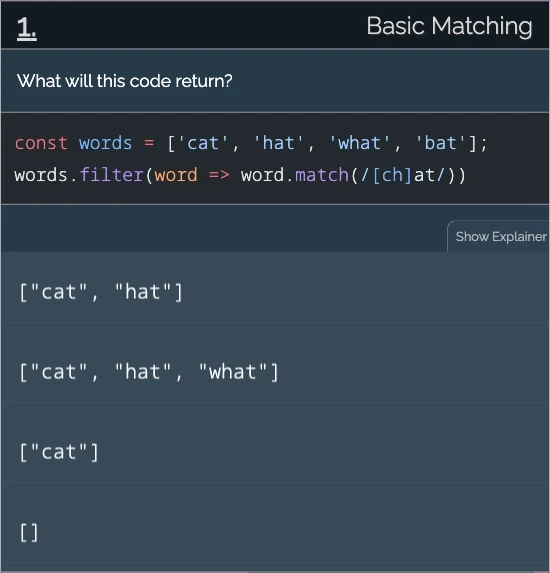 1.
Basic Matching
What will this code return?
const words = ['cat', 'hat', 'what', 'bat'];
words.filter(word => word.match(/[ch]at/))
Show Explainer
["cat", "hat"]
["cat", "hat", "what"]
["cat"]
[]